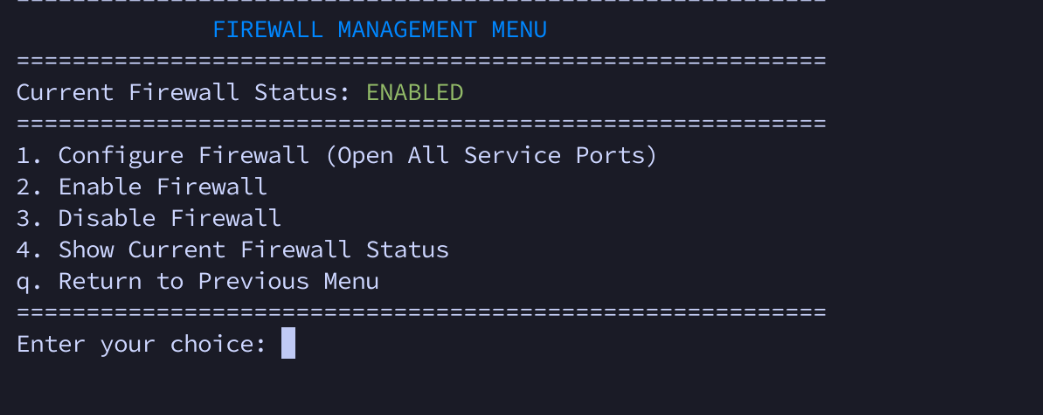 ==========================================================
FIREWALL MANAGEMENT MENU
==========================================================
Current Firewall Status: ENABLED
==========================================================
1. Configure Firewall (Open All Service Ports)
2. Enable Firewall
3. Disable Firewall
4. Show Current Firewall Status
q. Return to Previous Menu
==========================================================
Enter your choice: